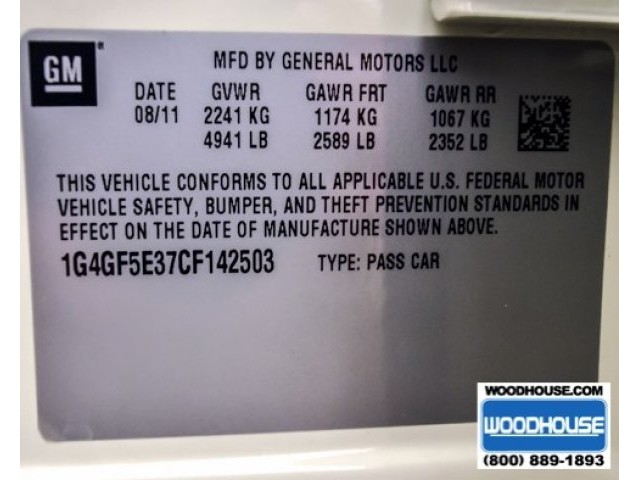 GM
MFD BY GENERAL MOTORS LLC
DATE GVWR GAWR FRT GAWR RR
08/11 2241 KG 1174 KG 1067 KG
4941 LB 2589 LB 2352 LB
THIS VEHICLE CONFORMS TO ALL APPLICABLE U.S. FEDERAL MOTOR
VEHICLE SAFETY, BUMPER, AND THEFT PREVENTION STANDARDS IN
EFFECT ON THE DATE OF MANUFACTURE SHOWN ABOVE.
1G4GF5E37CF142503 TYPE: PASS CAR
WOODHOUSE.COM
WOODHOUSE
(800) 889-1893